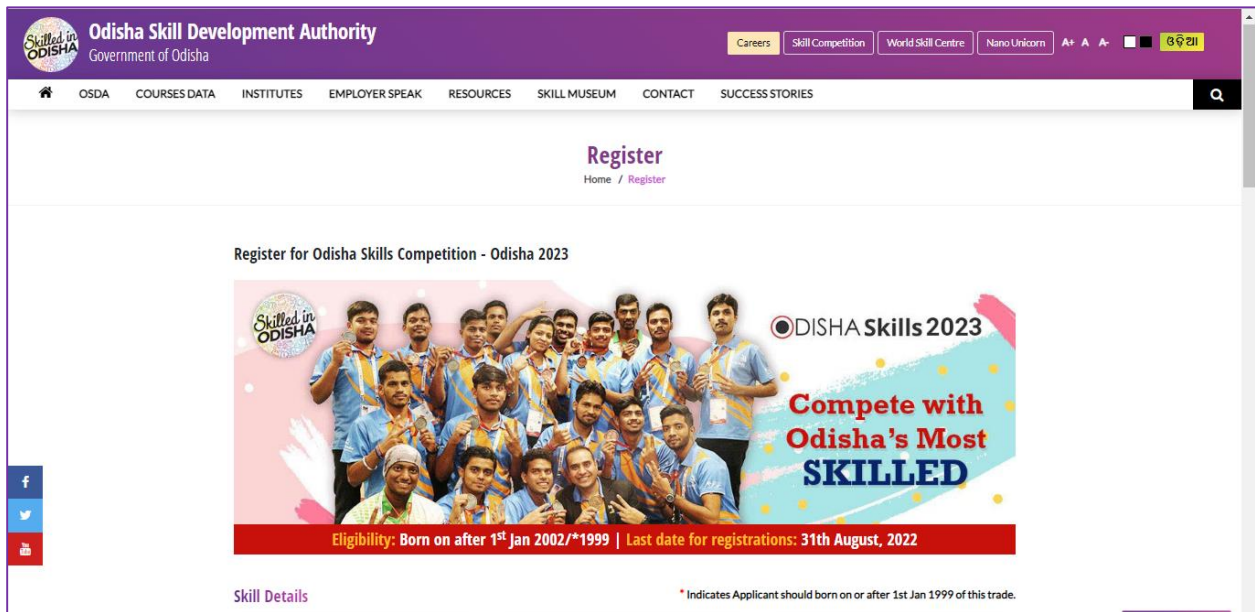 Skilled in
ODISHA
Odisha Skill Development Authority
Government of Odisha
Careers
Skill Competition
World Skill Centre
Nano Unicorn
A+ A A-
ଓଡ଼ିଆ
OSDA COURSES DATA INSTITUTES EMPLOYER SPEAK RESOURCES SKILL MUSEUM CONTACT SUCCESS STORIES
Register
Home / Register
Register for Odisha Skills Competition - Odisha 2023
Skilled in
ODISHA
ODISHA Skills 2023
Compete with
Odisha's Most
SKILLED
Eligibility: Born on after 1st Jan 2002/*1999 | Last date for registrations: 31th August, 2022
Skill Details
* Indicates Applicant should born on or after 1st Jan 1999 of this trade.